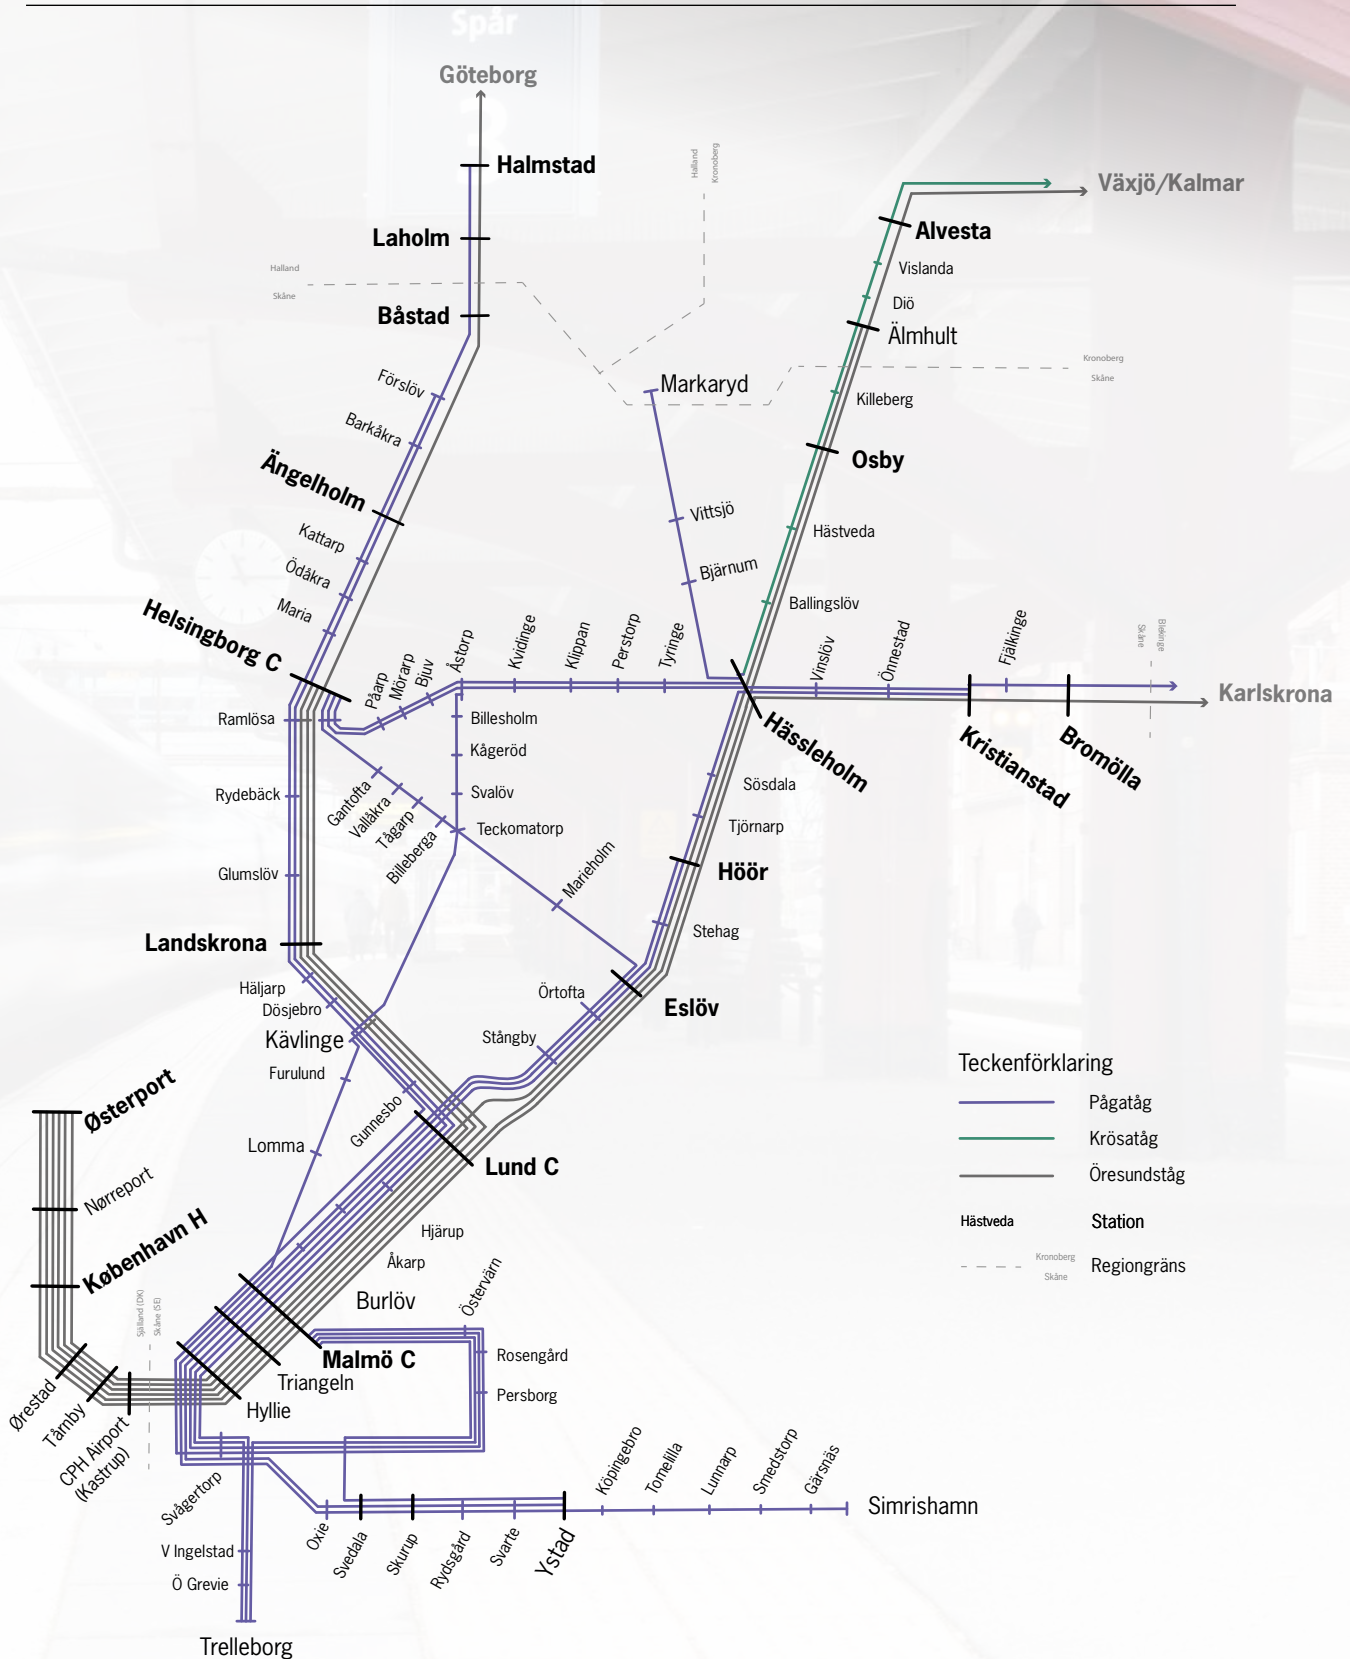 Spår
3
Göteborg
Halmstad
Halland
Kronoberg
Växjö/Kalmar
Laholm
Alvesta
Halland
Skåne
Vislanda
Diö
Båstad
Älmhult
Kronoberg
Skåne
Förslöv
Markaryd
Killeberg
Barkåkra
Ängelholm
Osby
Vittsjö
Kattarp
Hästveda
Ödåkra
Bjärnum
Maria
Ballingslöv
Helsingborg C
Påarp
Mörarp
Bjuv
Åstorp
Kvidinge
Klippan
Perstorp
Tyringe
Vinslöv
Önnestad
Fjälkinge
Skåne
Blekinge
Karlskrona
Ramlösa
Billesholm
Hässleholm
Kristianstad
Bromölla
Kågeröd
Rydebäck
Gantofta
Vallåkra
Tågarp
Billeberga
Svalöv
Sösdala
Teckomatorp
Tjörnarp
Glumslöv
Marieholm
Höör
Landskrona
Stehag
Häljarp
Örtofta
Dösjebro
Eslöv
Kävlinge
Stångby
Furulund
Teckenförklaring
Østerport
Gunnesbo
Pågatåg
Lomma
Krösatåg
Nørreport
Lund C
Öresundståg
København H
Hjärup
Hästveda
Station
Åkarp
Kronoberg
Skåne
Regiongräns
Själland (DK)
Skåne (SE)
Burlöv
Östervärn
Malmö C
Rosengård
Triangeln
Persborg
Hyllie
Ørestad
Tårnby
CPH Airport
(Kastrup)
Svågertorp
Köpingebro
Tomelilla
Lunnarp
Smedstorp
Gärsnäs
Simrishamn
Oxie
Svedala
Skurup
Rydsgård
Svarte
Ystad
V Ingelstad
Ö Grevie
Trelleborg